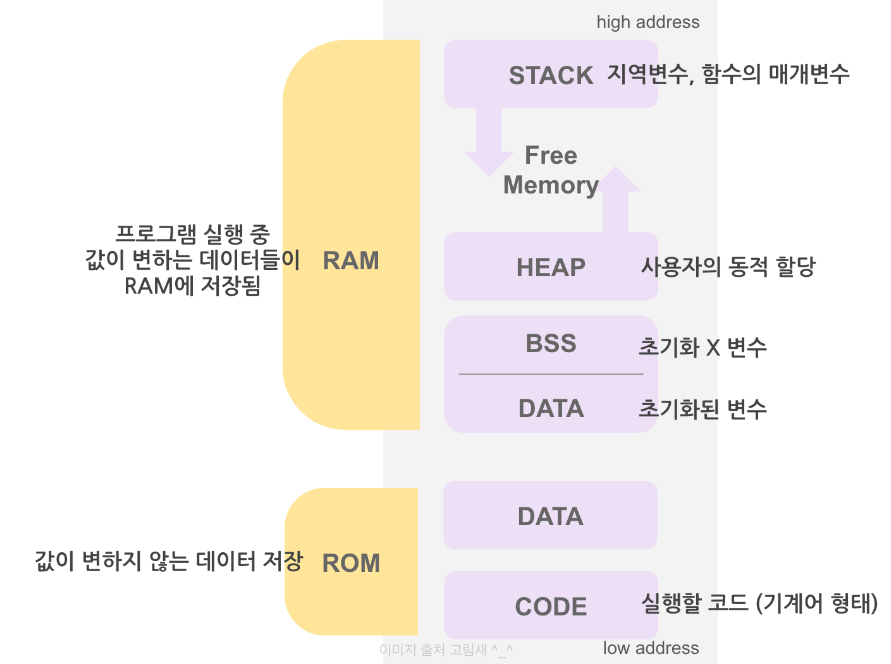 high address
STACK 지역변수, 함수의 매개변수
Free
Memory
프로그램 실행 중
값이 변하는 데이터들이
RAM에 저장됨
RAM
HEAP 사용자의 동적 할당
BSS 초기화 X 변수
DATA 초기화된 변수
DATA
값이 변하지 않는 데이터 저장 ROM
CODE 실행할 코드 (기계어 형태)
이미지 출처 고림새 ^_^
low address